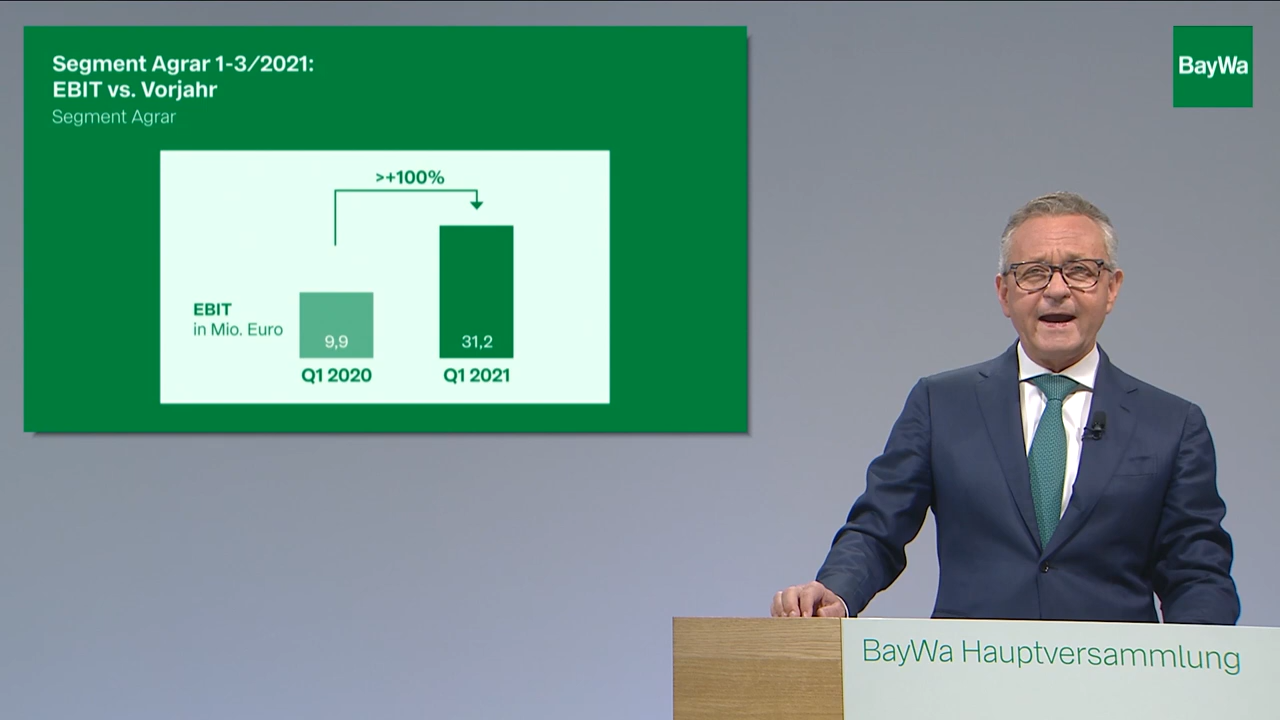 Segment Agrar 1-3/2021:
EBIT vs. Vorjahr
Segment Agrar
>+100%
EBIT
in Mio. Euro
9,9
31,2
Q1 2020
Q1 2021
BayWa
BayWa Hauptversammlung